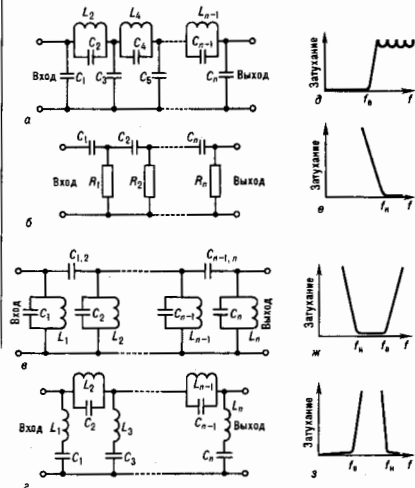 L₂ L₄ Lₙ₋₁
C₂ C₄ Cₙ₋₁
Вход C₁ C₃ C₅ Cₙ Выход
а
Затухание
fв f
д
C₁ C₂ Cₙ
Вход R₁ R₂ Rₙ Выход
б
Затухание
fн f
е
C₁,₂ Cₙ₋₁,ₙ
Вход C₁ C₂ Cₙ₋₁ Cₙ Выход
L₁ L₂ Lₙ₋₁ Lₙ
в
Затухание
fн fв f
ж
L₂ Lₙ₋₁
C₂ Cₙ₋₁ Lₙ
Вход L₁ L₃ Выход
C₁ C₃ Cₙ
г
Затухание
fв fн f
з